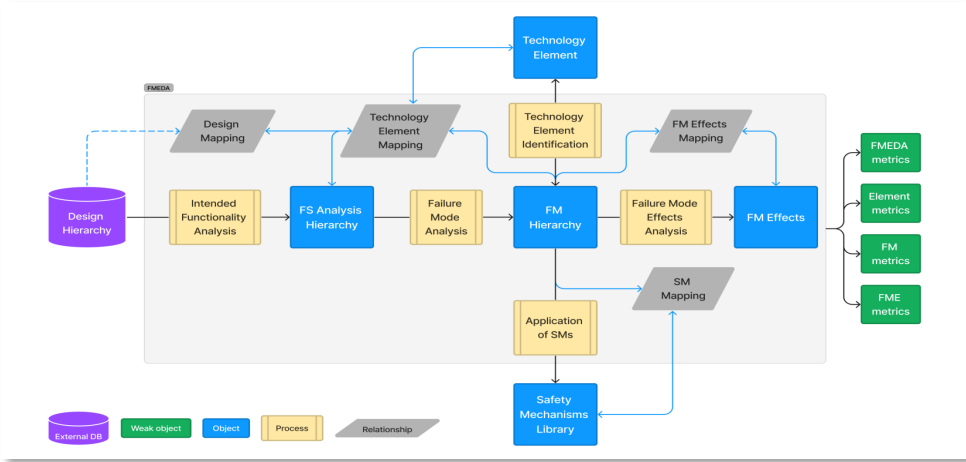 Technology
Element
FMEDA
Design
Mapping
Technology
Element
Mapping
Technology
Element
Identification
FM Effects
Mapping
FMEDA
metrics
Design
Hierarchy
Intended
Functionality
Analysis
FS Analysis
Hierarchy
Failure
Mode
Analysis
FM
Hierarchy
Failure Mode
Effects
Analysis
FM Effects
Element
metrics
FM
metrics
SM
Mapping
FME
metrics
Application
of SMs
Safety
Mechanisms
Library
External DB
Weak object
Object
Process
Relationship